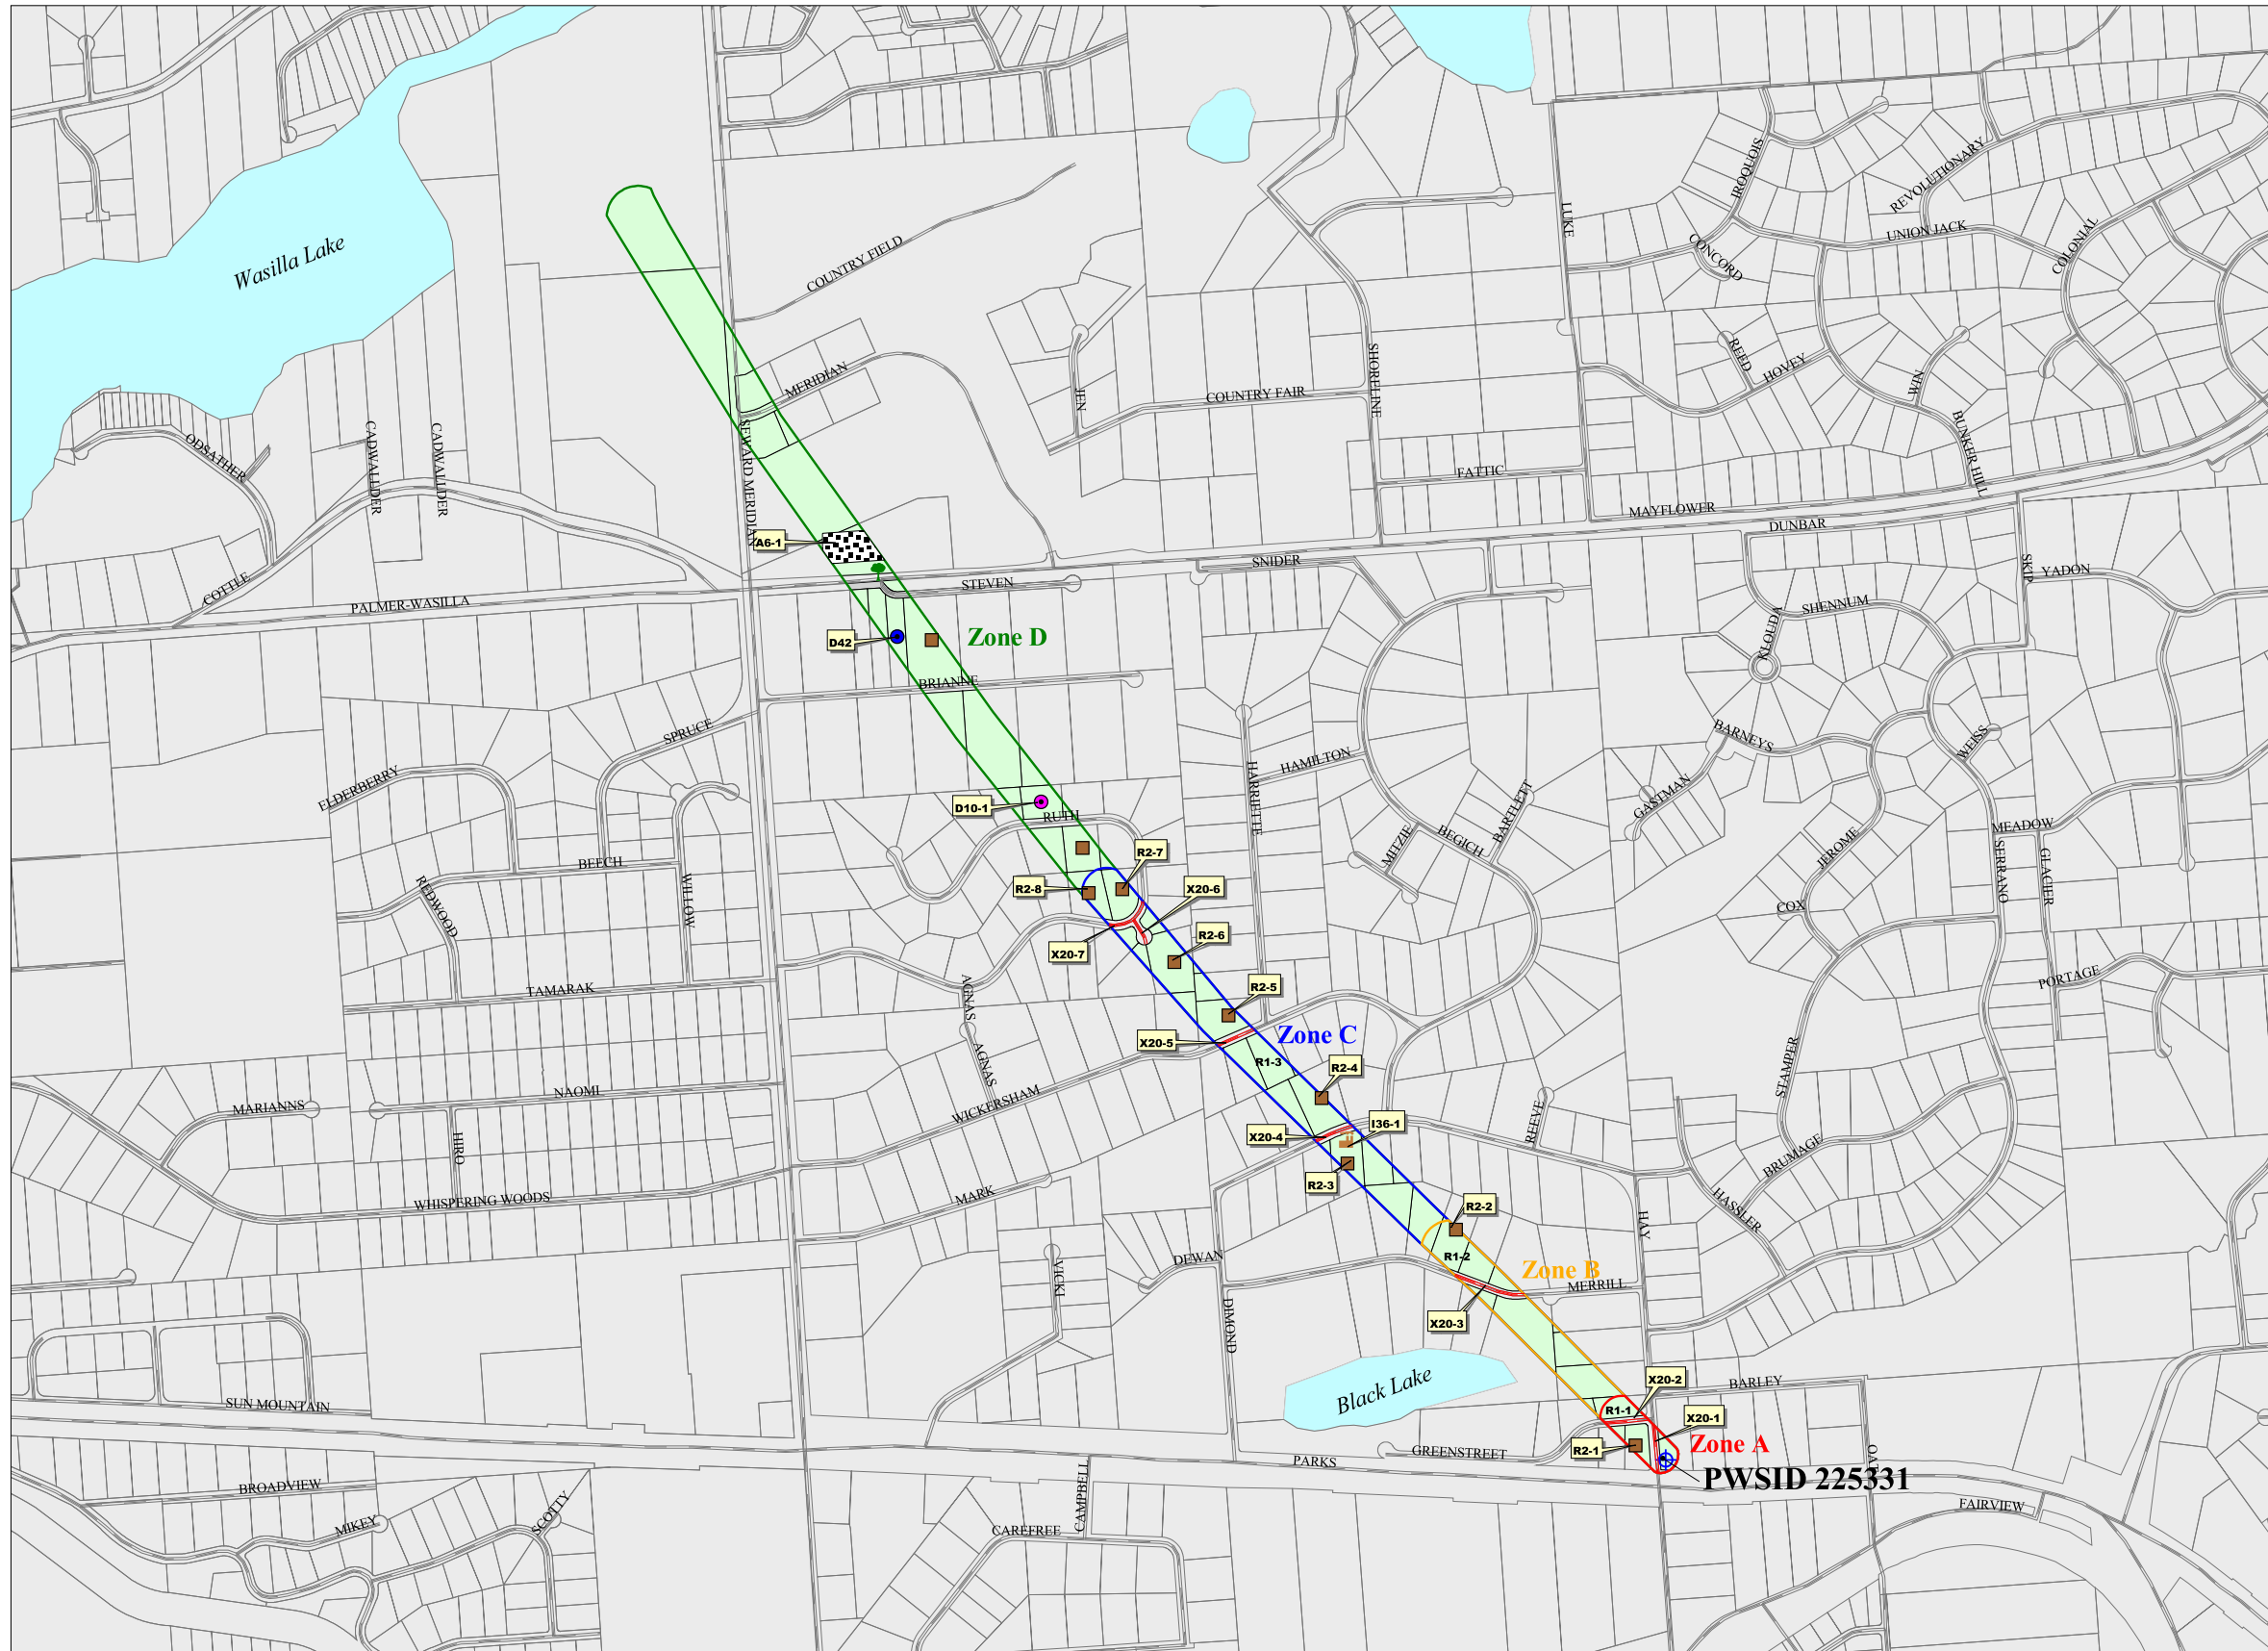 IROQUOIS
REVOLUTIONARY
LUKE
UNION JACK
COLONIAL
CONCORD
Wasilla Lake
COUNTRY FIELD
REED
HOVEY
WIN
SHORELINE
MERIDIAN
JEN
COUNTRY FAIR
BUNKER HILL
ODSATHER
CADWALLDER
CADWALLDER
SEWARD MERIDIAN
FATTIC
MAYFLOWER
DUNBAR
A6-1
SNIDER
SKIP
YADON
STEVEN
COTTLE
PALMER-WASILLA
SHENNUM
KLOUDA
D42
Zone D
BRIANNE
SPRUCE
BARNEYS
WEISS
HAMILTON
ELDERBERRY
HARRIETTE
GASTMAN
BARTLETT
D10-1
RUTH
MEADOW
MITZIE
BEGICH
JEROME
R2-7
BEECH
SERRANO
GLACIER
R2-8
X20-6
REDWOOD
WILLOW
COX
R2-6
X20-7
PORTAGE
R2-5
TAMARAK
AGNAS
X20-5
Zone C
R1-3
AGNAS
R2-4
STAMPER
NAOMI
MARIANNS
WICKERSHAM
I36-1
REEVE
X20-4
HIRO
BRUMAGE
R2-3
MARK
WHISPERING WOODS
R2-2
HASSLER
HAY
R1-2
DEWAN
VICKI
Zone B
MERRILL
DIMOND
X20-3
Black Lake
X20-2
BARLEY
SUN MOUNTAIN
R1-1
X20-1
R2-1
Zone A
GREENSTREET
PARKS
PWSID 225331
BROADVIEW
CAMPBELL
SCOTTY
MIKEY
CAREFREE
FAIRVIEW